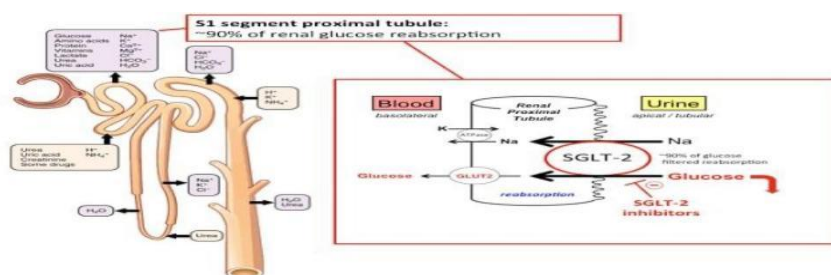 S1 segment proximal tubule:
~90% of renal glucose reabsorption
Glucose Na⁺
Amino acids K⁺
Protein Ca²⁺
Vitamins Mg²⁺
Lactate Cl⁻
Urea HCO₃⁻
Uric acid H₂O
Na⁺
Cl⁻
HCO₃⁻
H₂O
H⁺
K⁺
NH₄⁺
Urea H⁺
Uric acid NH₄⁺
Creatinine
Some drugs
Na⁺
K⁺
Cl⁻
H₂O
H₂O
Urea
Urea
Blood
basolateral
Renal
Proximal
Tubule
Urine
apical / tubular
K
ATPase
Na
Na
SGLT-2
~90% of glucose
filtered reabsorption
Glucose
GLUT2
Glucose
reabsorption
SGLT-2
inhibitors